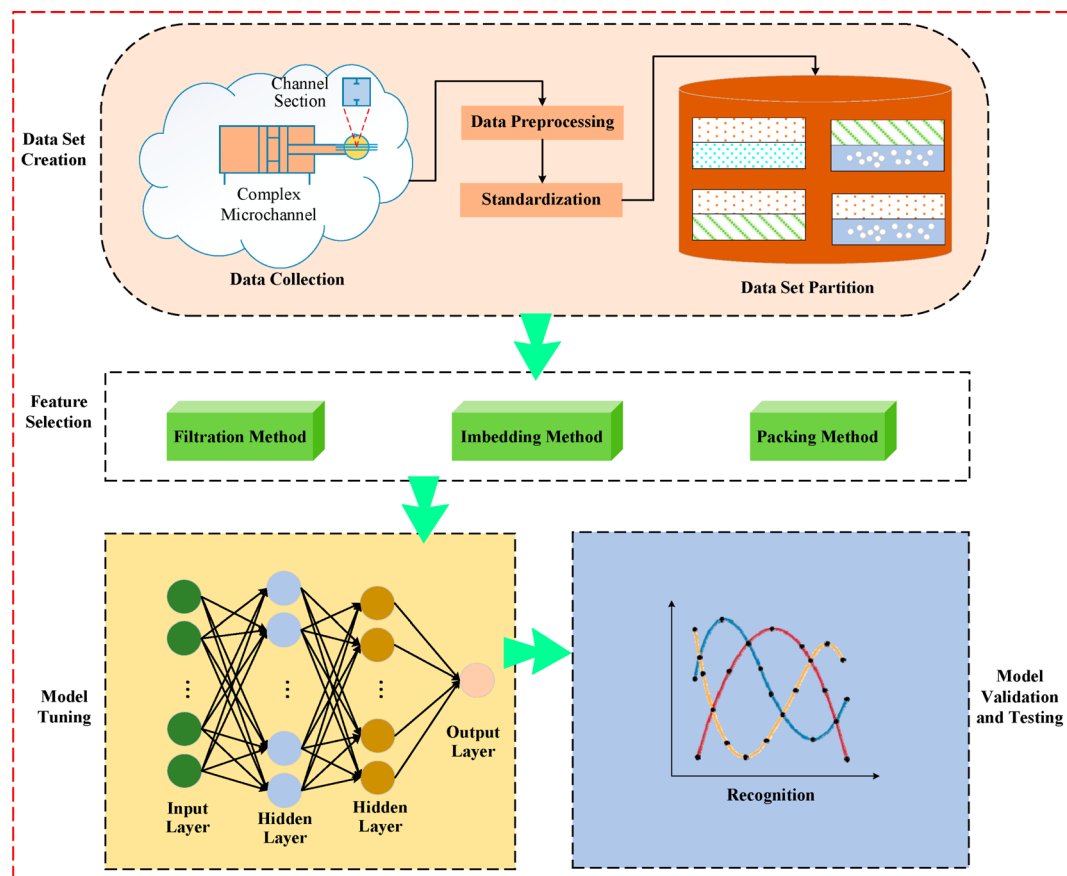 Data Set
Creation
Channel
Section
Complex
Microchannel
Data Collection
Data Preprocessing
Standardization
Data Set Partition
Feature
Selection
Filtration Method
Imbedding Method
Packing Method
Model
Tuning
Input
Layer
Hidden
Layer
Hidden
Layer
Output
Layer
Recognition
Model
Validation
and Testing